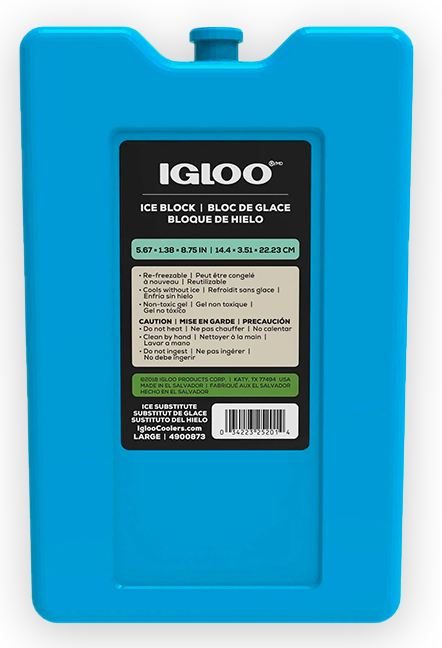 IGLOO®/MD
ICE BLOCK | BLOC DE GLACE
BLOQUE DE HIELO
5.67 × 1.38 × 8.75 IN | 14.4 × 3.51 × 22.23 CM
• Re-freezable | Peut être congelé
à nouveau | Reutilizable
• Cools without ice | Refroidit sans glace |
Enfria sin hielo
• Non-toxic gel | Gel non toxique |
Gel no tóxico
CAUTION | MISE EN GARDE | PRECAUCIÓN
• Do not heat | Ne pas chauffer | No calentar
• Clean by hand | Nettoyer à la main |
Lavar a mano
• Do not ingest | Ne pas ingérer |
No debe ingerir
©2018 IGLOO PRODUCTS CORP. | KATY, TX 77494 USA
MADE IN EL SALVADOR | FABRIQUÉ AUX EL SALVADOR
HECHO EN EL SALVADOR
ICE SUBSTITUTE
SUBSTITUT DE GLACE
SUSTITUTO DEL HIELO
IglooCoolers.com
LARGE | 4900873
0 34223 25201 4